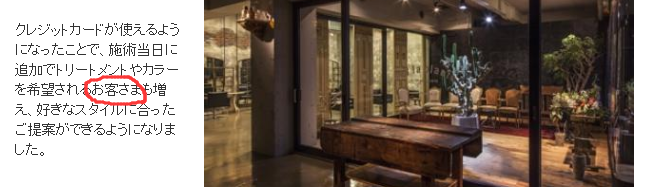 クレジットカードが使えるよう
になったことで、施術当日に
追加でトリートメントやカラー
を希望されるお客さまも増
え、好きなスタイルに合った
ご提案ができるようになりま
した。